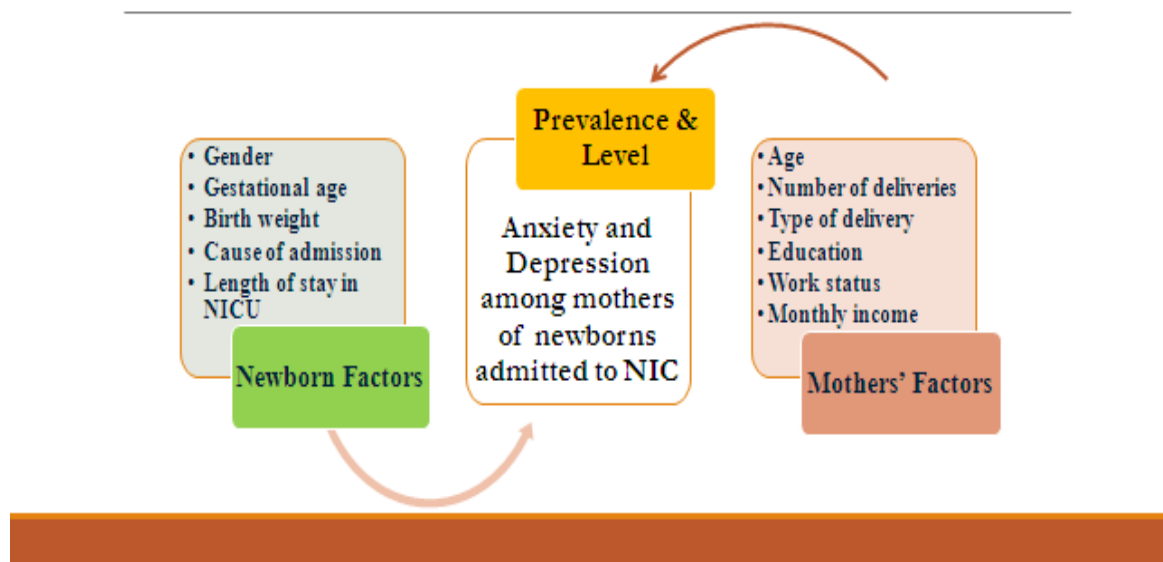 • Gender
• Gestational age
• Birth weight
• Cause of admission
• Length of stay in
NICU
Newborn Factors
Prevalence &
Level
Anxiety and
Depression
among mothers
of newborns
admitted to NIC
• Age
• Number of deliveries
• Type of delivery
• Education
• Work status
• Monthly income
Mothers’ Factors